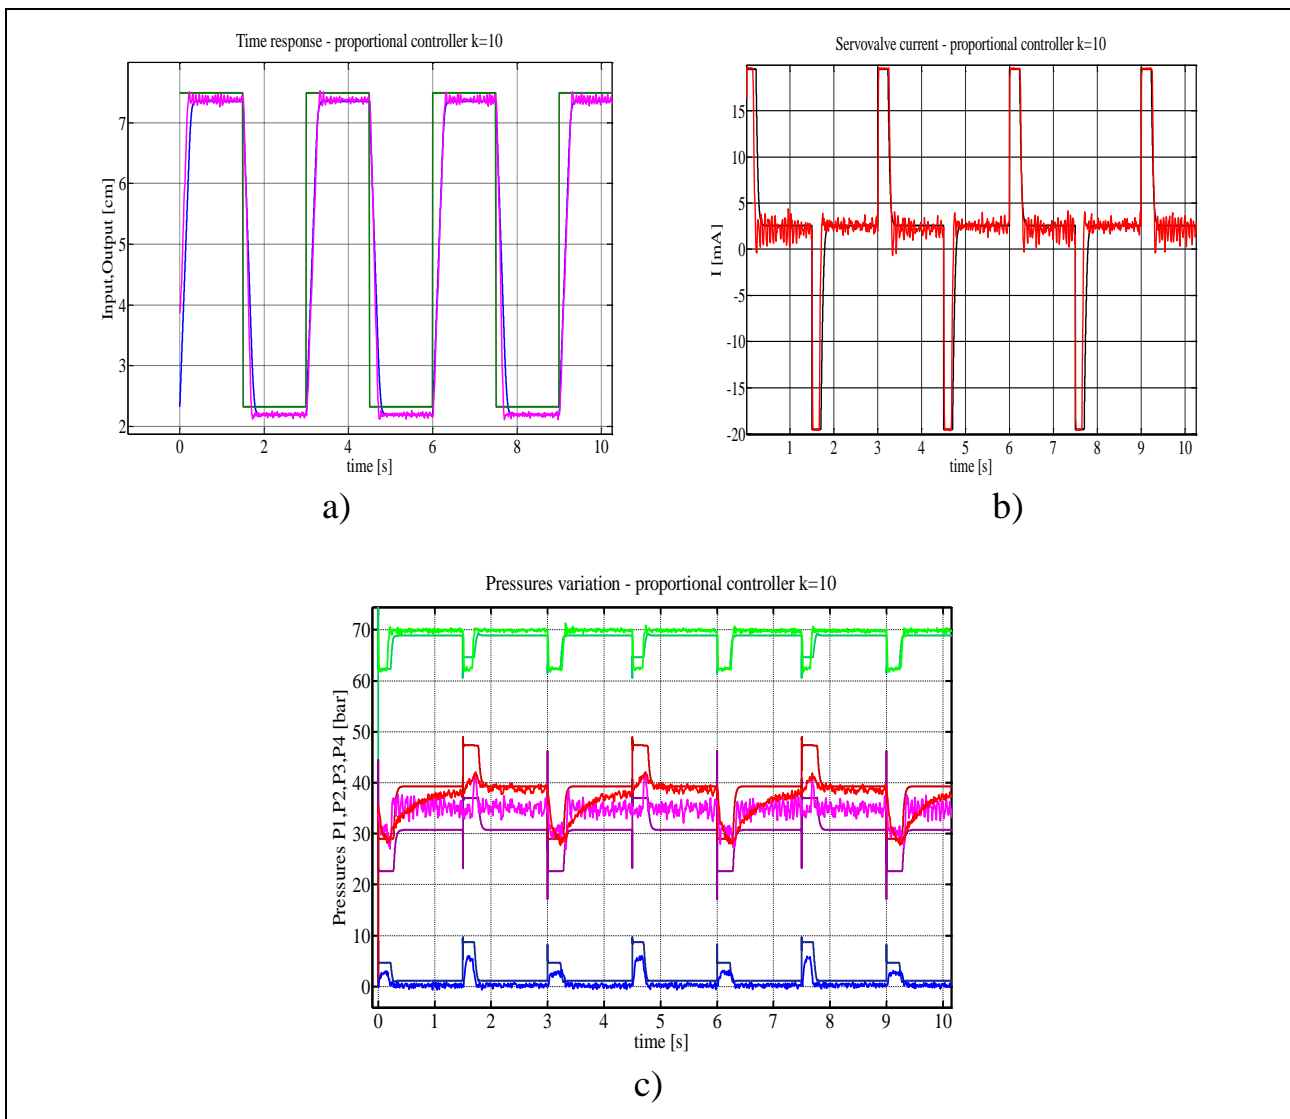 Time response - proportional controller k=10
Input,Output [cm]
7
6
5
4
3
2
0 2 4 6 8 10
time [s]
a)
Servovalve current - proportional controller k=10
I [mA]
15
10
5
0
-5
-10
-15
-20
1 2 3 4 5 6 7 8 9 10
time [s]
b)
Pressures variation - proportional controller k=10
Pressures P1,P2,P3,P4 [bar]
70
60
50
40
30
20
10
0
0 1 2 3 4 5 6 7 8 9 10
time [s]
c)